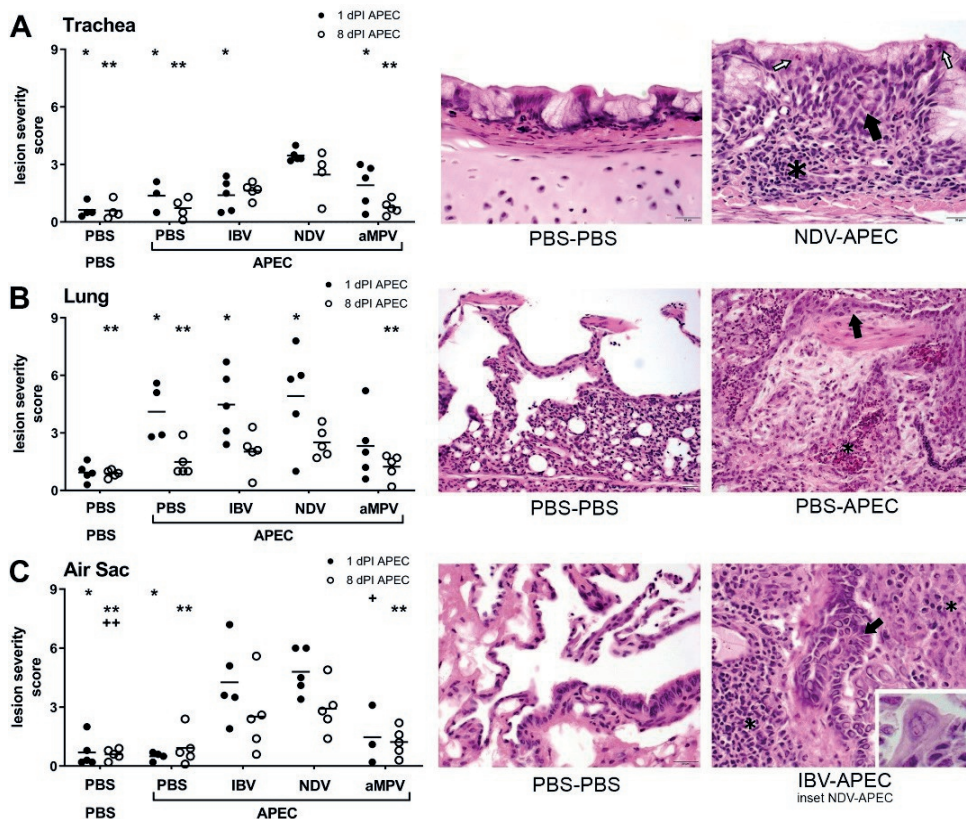 A Trachea
1 dPI APEC
8 dPI APEC
lesion severity
score
9
6
3
0
* ** * ** * * **
PBS PBS IBV NDV aMPV
PBS APEC
PBS-PBS
NDV-APEC
*
B Lung
1 dPI APEC
8 dPI APEC
lesion severity
score
9
6
3
0
** * ** * * **
PBS PBS IBV NDV aMPV
PBS APEC
PBS-PBS
PBS-APEC
*
C Air Sac
1 dPI APEC
8 dPI APEC
lesion severity
score
9
6
3
0
* ** * ** + **
++
PBS PBS IBV NDV aMPV
PBS APEC
PBS-PBS
IBV-APEC
inset NDV-APEC
* *